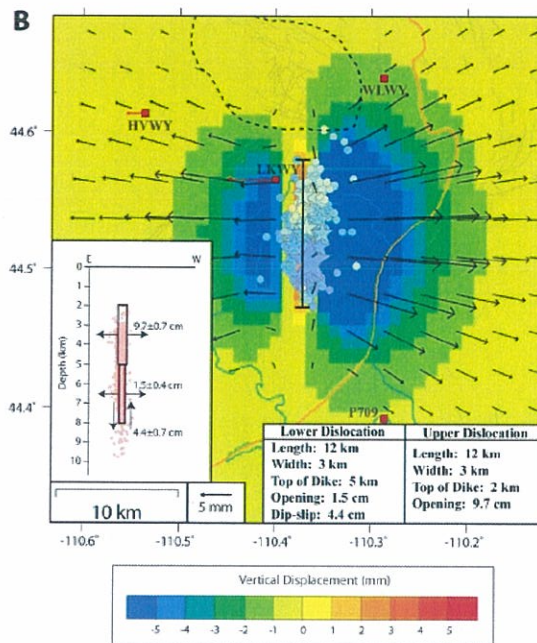 B
44.6
44.5
44.4
HVWY
WLWY
LKWY
P709
E W
0
1
2
3
4
5
6
7
8
9
10
Depth (km)
9.7±0.7 cm
1.5±0.4 cm
4.4±0.7 cm
10 km
5 mm
Lower Dislocation
Length: 12 km
Width: 3 km
Top of Dike: 5 km
Opening: 1.5 cm
Dip-slip: 4.4 cm
Upper Dislocation
Length: 12 km
Width: 3 km
Top of Dike: 2 km
Opening: 9.7 cm
-110.6 -110.5 -110.4 -110.3 -110.2
Vertical Displacement (mm)
-5 -4 -3 -2 -1 0 1 2 3 4 5